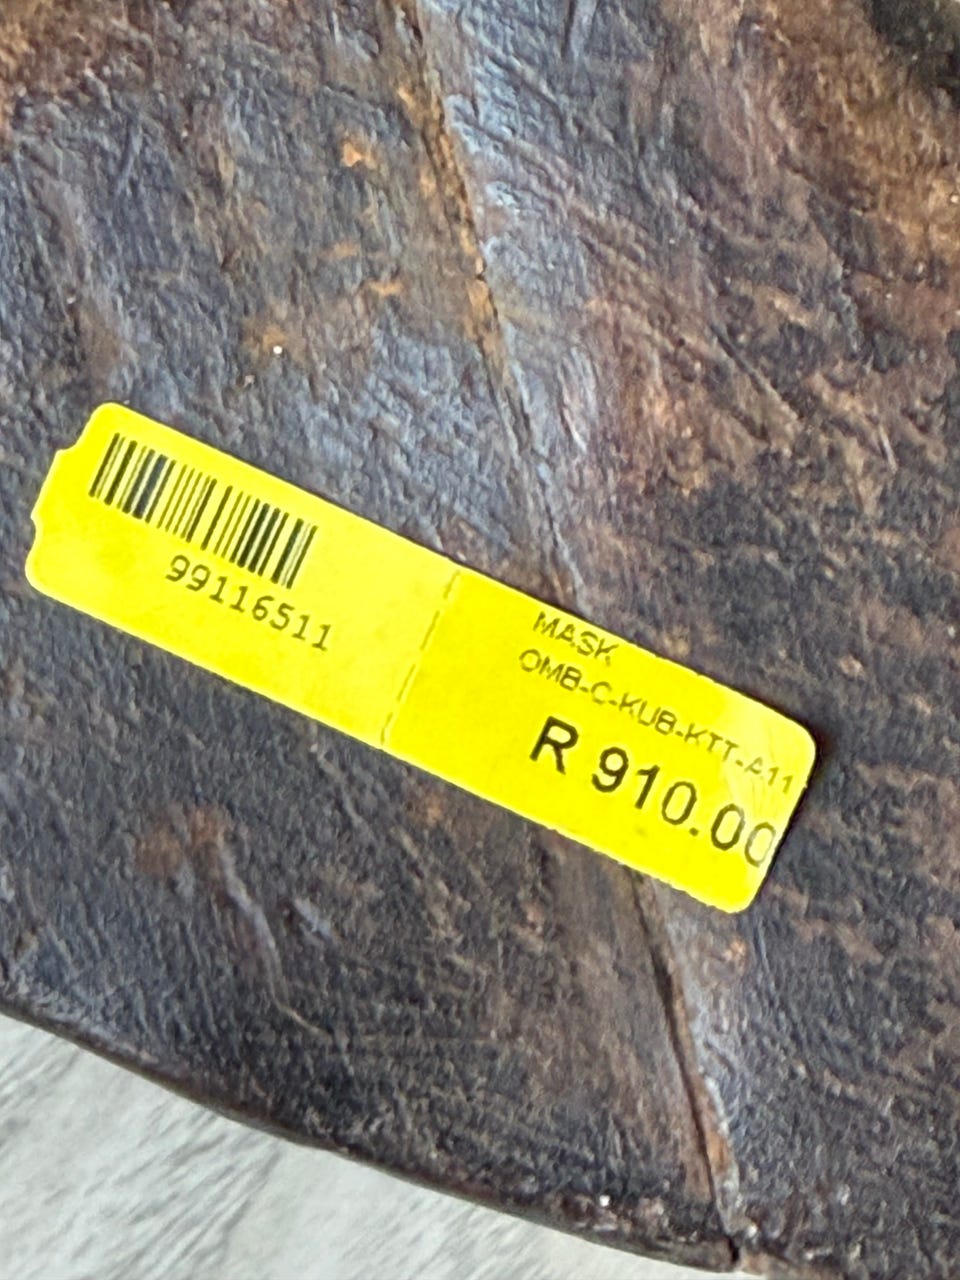 99116511
MASK
OMB-C-KUB-KTT-A11
R 910.00